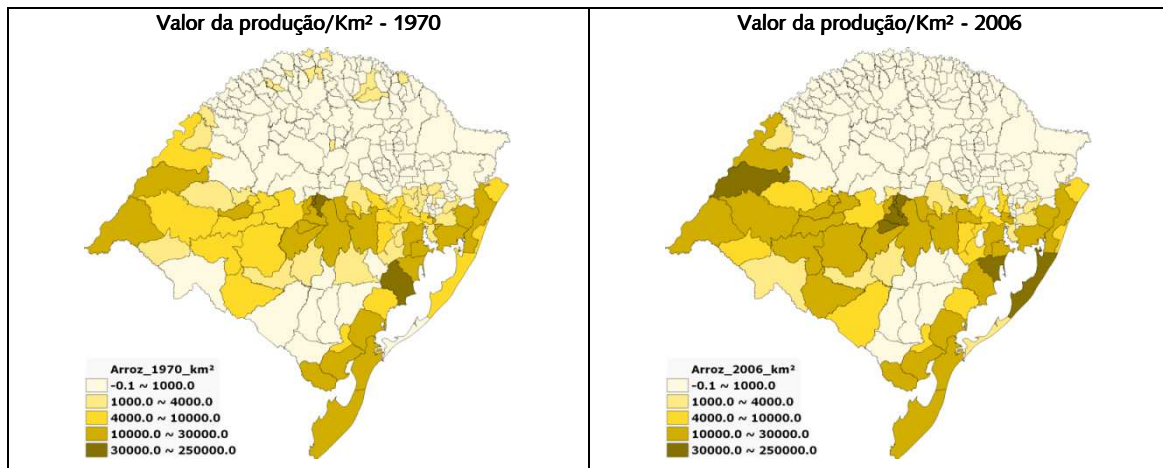 Valor da produção/Km² - 1970
Arroz_1970_km²
-0.1 ~ 1000.0
1000.0 ~ 4000.0
4000.0 ~ 10000.0
10000.0 ~ 30000.0
30000.0 ~ 250000.0
Valor da produção/Km² - 2006
Arroz_2006_km²
-0.1 ~ 1000.0
1000.0 ~ 4000.0
4000.0 ~ 10000.0
10000.0 ~ 30000.0
30000.0 ~ 250000.0